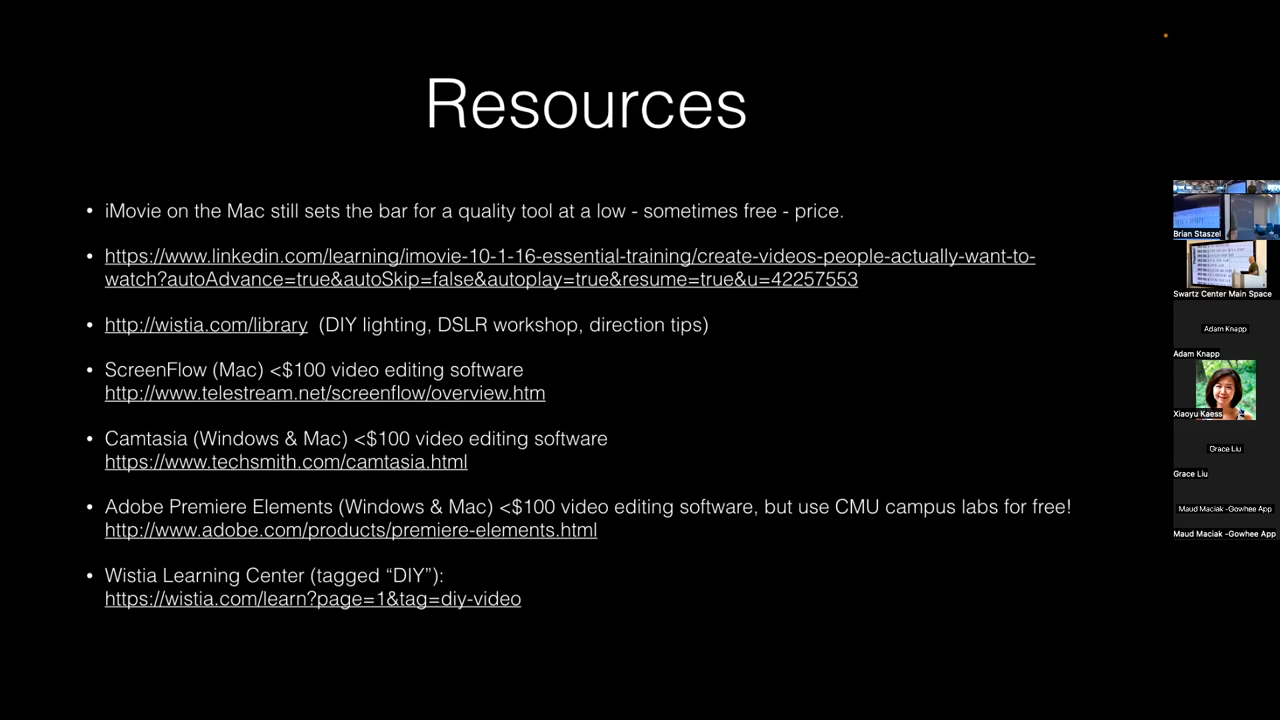 Resources
• iMovie on the Mac still sets the bar for a quality tool at a low - sometimes free - price.
• https://www.linkedin.com/learning/imovie-10-1-16-essential-training/create-videos-people-actually-want-to-
watch?autoAdvance=true&autoSkip=false&autoplay=true&resume=true&u=42257553
• http://wistia.com/library (DIY lighting, DSLR workshop, direction tips)
• ScreenFlow (Mac) <$100 video editing software
http://www.telestream.net/screenflow/overview.htm
• Camtasia (Windows & Mac) <$100 video editing software
https://www.techsmith.com/camtasia.html
• Adobe Premiere Elements (Windows & Mac) <$100 video editing software, but use CMU campus labs for free!
http://www.adobe.com/products/premiere-elements.html
• Wistia Learning Center (tagged “DIY”):
https://wistia.com/learn?page=1&tag=diy-video
Brian Staszel
Swartz Center Main Space
Adam Knapp
Adam Knapp
Xiaoyu Kaess
Grace Liu
Grace Liu
Maud Maciak -Gowhee App
Maud Maciak -Gowhee App